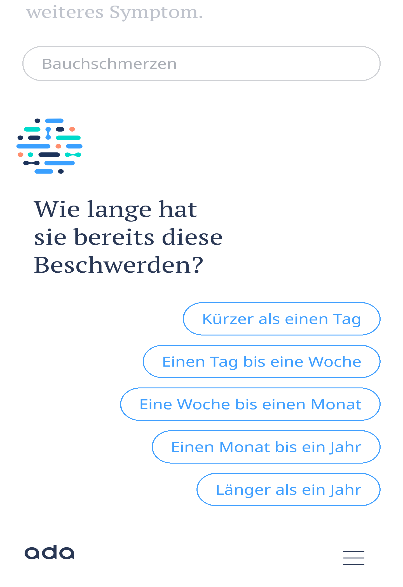 weiteres Symptom.
Bauchschmerzen
Wie lange hat
sie bereits diese
Beschwerden?
Kürzer als einen Tag
Einen Tag bis eine Woche
Eine Woche bis einen Monat
Einen Monat bis ein Jahr
Länger als ein Jahr
ada